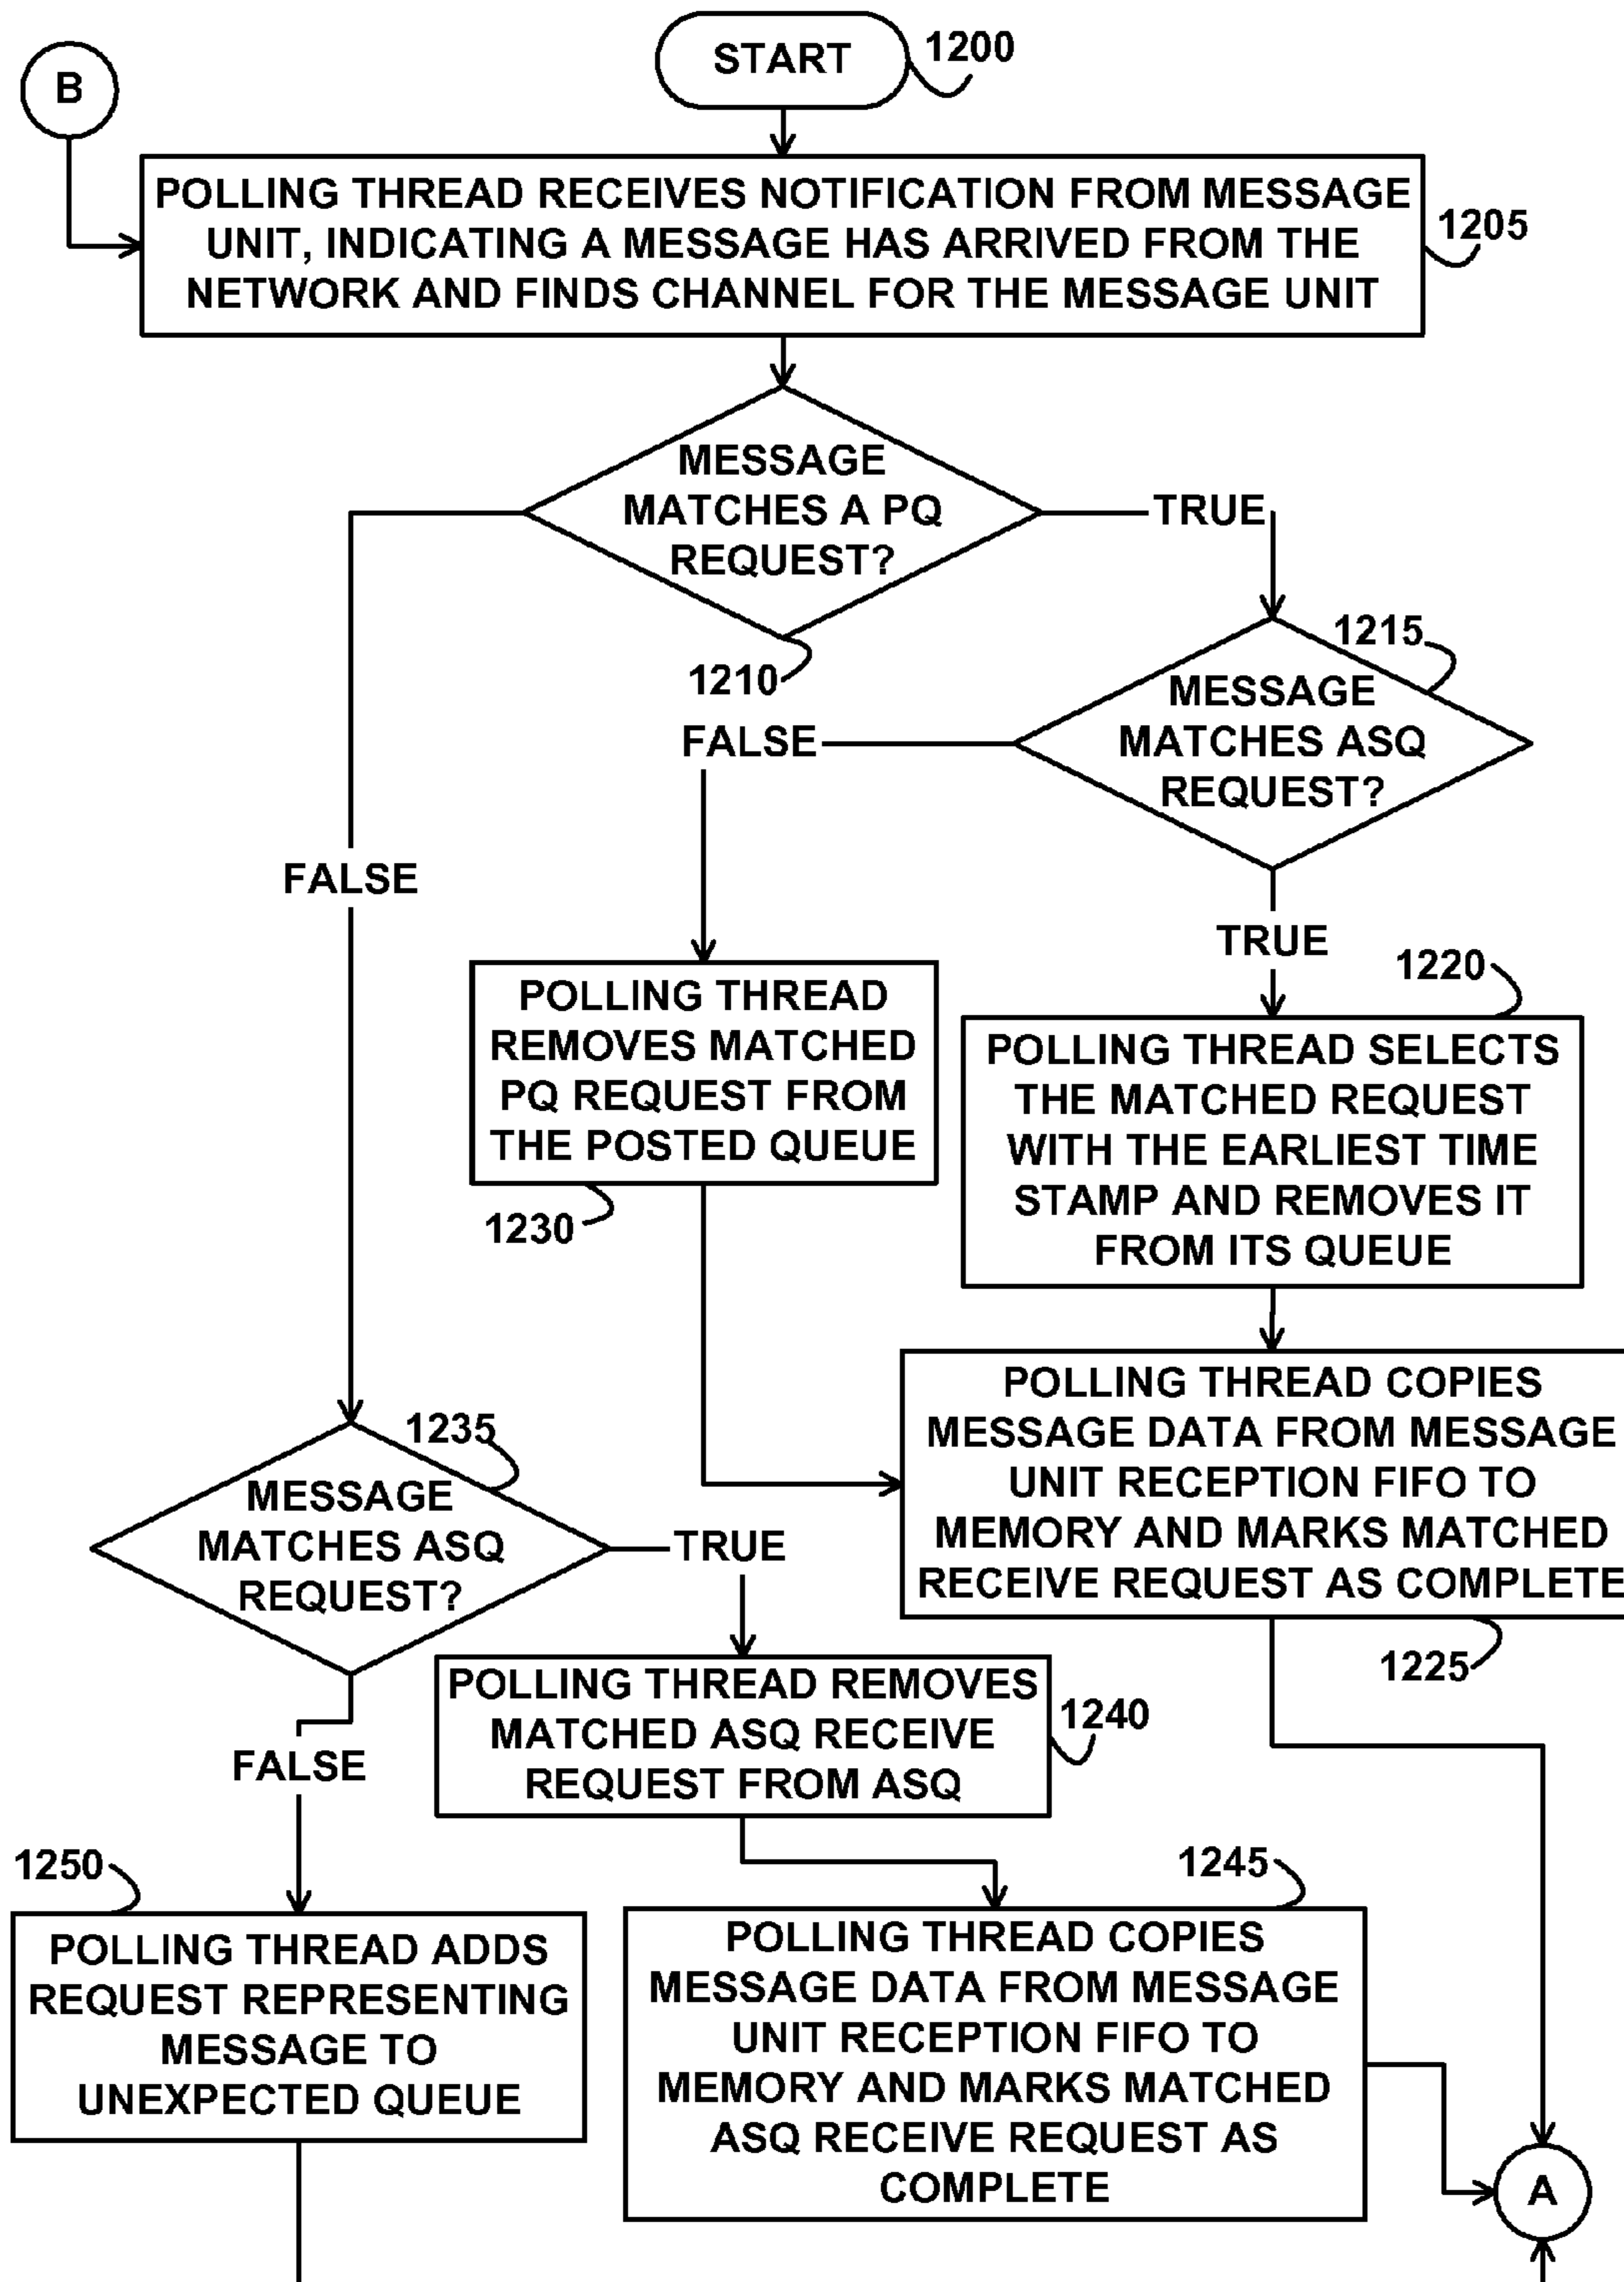 B
START
1200
POLLING THREAD RECEIVES NOTIFICATION FROM MESSAGE
UNIT, INDICATING A MESSAGE HAS ARRIVED FROM THE
NETWORK AND FINDS CHANNEL FOR THE MESSAGE UNIT
1205
MESSAGE
MATCHES A PQ
REQUEST?
TRUE
1210
1215
MESSAGE
MATCHES ASQ
REQUEST?
FALSE
FALSE
TRUE
1220
POLLING THREAD
REMOVES MATCHED
PQ REQUEST FROM
THE POSTED QUEUE
1230
POLLING THREAD SELECTS
THE MATCHED REQUEST
WITH THE EARLIEST TIME
STAMP AND REMOVES IT
FROM ITS QUEUE
POLLING THREAD COPIES
MESSAGE DATA FROM MESSAGE
UNIT RECEPTION FIFO TO
MEMORY AND MARKS MATCHED
RECEIVE REQUEST AS COMPLETE
1225
1235
MESSAGE
MATCHES ASQ
REQUEST?
TRUE
FALSE
POLLING THREAD REMOVES
MATCHED ASQ RECEIVE
REQUEST FROM ASQ
1240
1250
POLLING THREAD ADDS
REQUEST REPRESENTING
MESSAGE TO
UNEXPECTED QUEUE
1245
POLLING THREAD COPIES
MESSAGE DATA FROM MESSAGE
UNIT RECEPTION FIFO TO
MEMORY AND MARKS MATCHED
ASQ RECEIVE REQUEST AS
COMPLETE
A